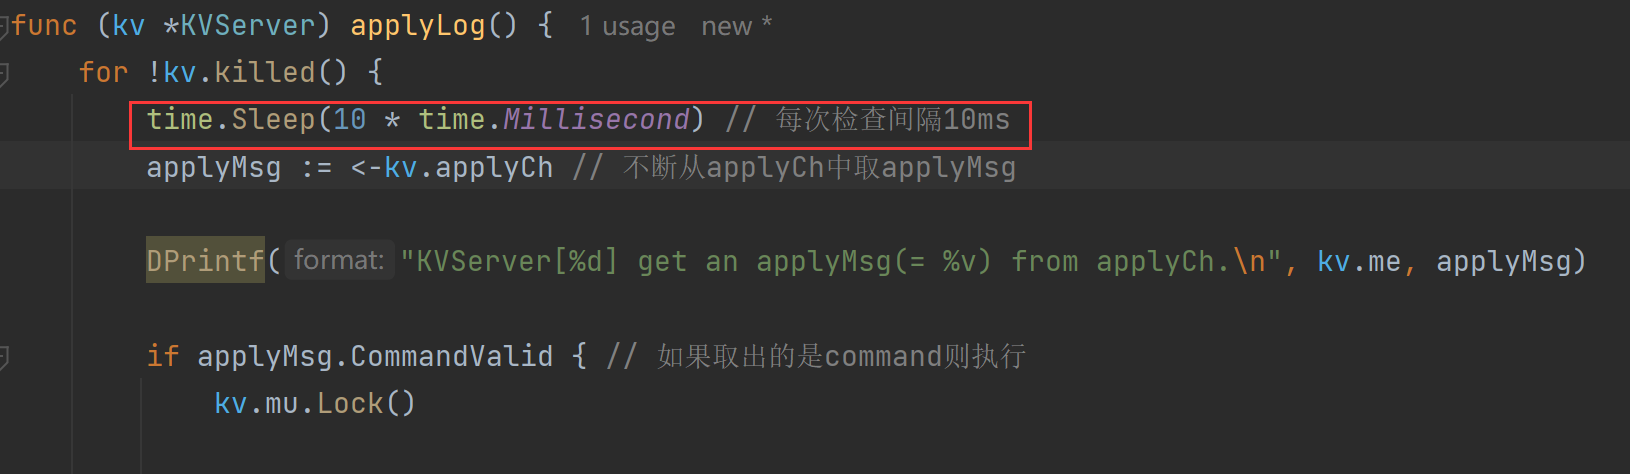 func (kv *KVServer) applyLog() { 1 usage new *
for !kv.killed() {
time.Sleep(10 * time.Millisecond) // 每次检查间隔10ms
applyMsg := <-kv.applyCh // 不断从applyCh中取applyMsg
DPrintf( format: "KVServer[%d] get an applyMsg(= %v) from applyCh.\n", kv.me, applyMsg)
if applyMsg.CommandValid { // 如果取出的是command则执行
kv.mu.Lock()